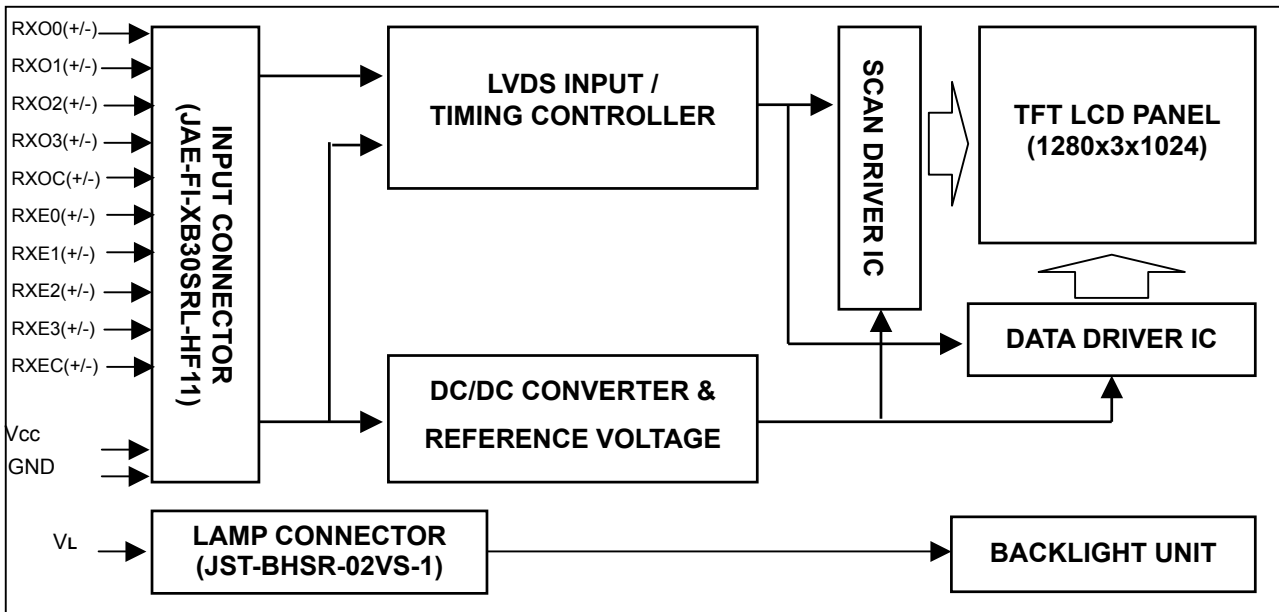 RXO0(+/-)
RXO1(+/-)
RXO2(+/-)
RXO3(+/-)
RXOC(+/-)
RXE0(+/-)
RXE1(+/-)
RXE2(+/-)
RXE3(+/-)
RXEC(+/-)
Vcc
GND
VL
INPUT CONNECTOR
(JAE-FI-XB30SRL-HF11)
LVDS INPUT /
TIMING CONTROLLER
SCAN DRIVER IC
TFT LCD PANEL
(1280x3x1024)
DATA DRIVER IC
DC/DC CONVERTER &
REFERENCE VOLTAGE
LAMP CONNECTOR
(JST-BHSR-02VS-1)
BACKLIGHT UNIT